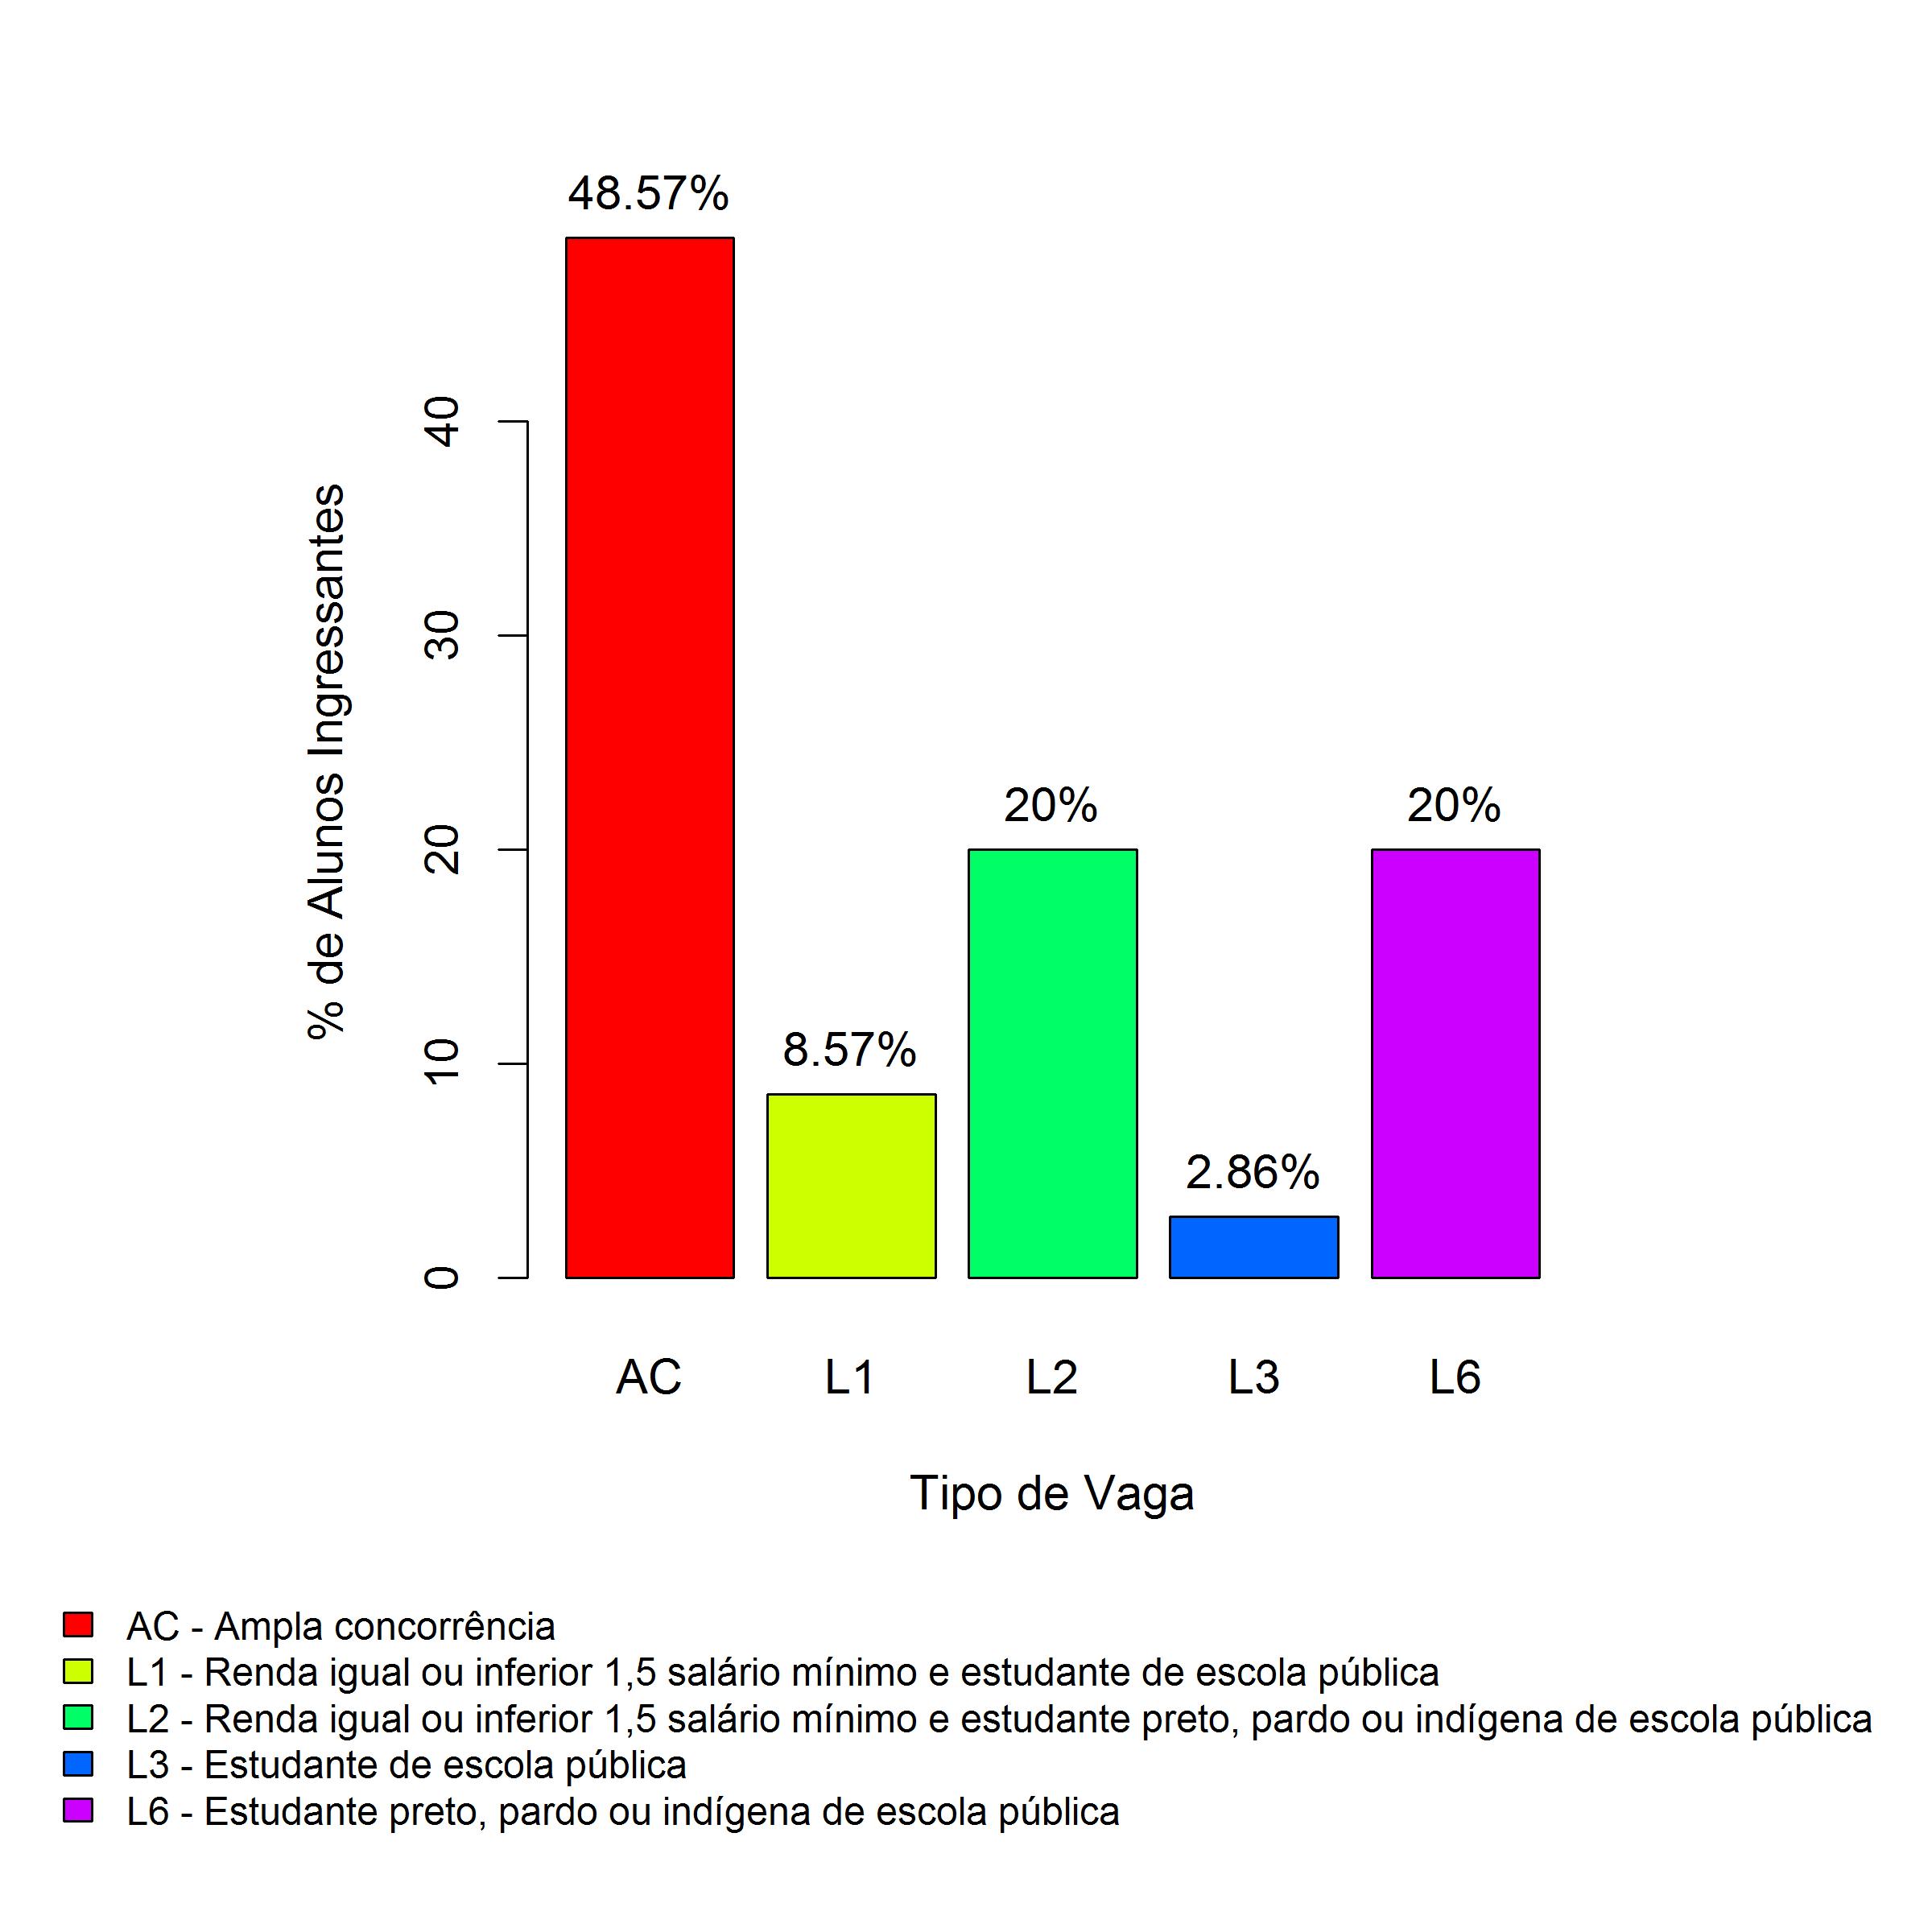 48.57%
40
30
20
10
0
% de Alunos Ingressantes
8.57%
20%
2.86%
20%
AC
L1
L2
L3
L6
Tipo de Vaga
AC - Ampla concorrência
L1 - Renda igual ou inferior 1,5 salário mínimo e estudante de escola pública
L2 - Renda igual ou inferior 1,5 salário mínimo e estudante preto, pardo ou indígena de escola pública
L3 - Estudante de escola pública
L6 - Estudante preto, pardo ou indígena de escola pública